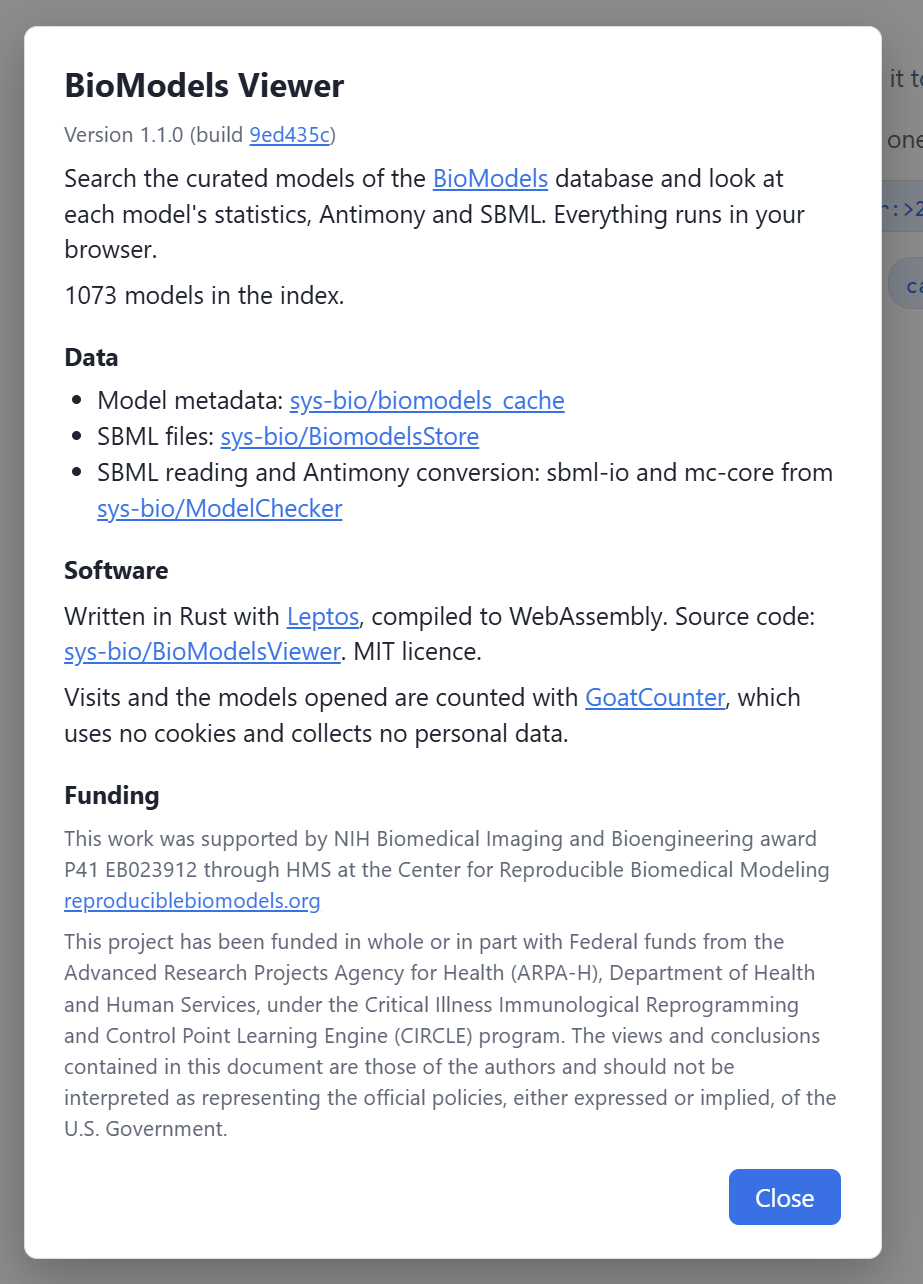 BioModels Viewer
Version 1.1.0 (build 9ed435c)
Search the curated models of the BioModels database and look at
each model's statistics, Antimony and SBML. Everything runs in your
browser.
1073 models in the index.
Data
• Model metadata: sys-bio/biomodels_cache
• SBML files: sys-bio/BiomodelsStore
• SBML reading and Antimony conversion: sbml-io and mc-core from
sys-bio/ModelChecker
Software
Written in Rust with Leptos, compiled to WebAssembly. Source code:
sys-bio/BioModelsViewer. MIT licence.
Visits and the models opened are counted with GoatCounter, which
uses no cookies and collects no personal data.
Funding
This work was supported by NIH Biomedical Imaging and Bioengineering award
P41 EB023912 through HMS at the Center for Reproducible Biomedical Modeling
reproduciblebiomodels.org
This project has been funded in whole or in part with Federal funds from the
Advanced Research Projects Agency for Health (ARPA-H), Department of Health
and Human Services, under the Critical Illness Immunological Reprogramming
and Control Point Learning Engine (CIRCLE) program. The views and conclusions
contained in this document are those of the authors and should not be
interpreted as representing the official policies, either expressed or implied, of the
U.S. Government.
Close
it
one